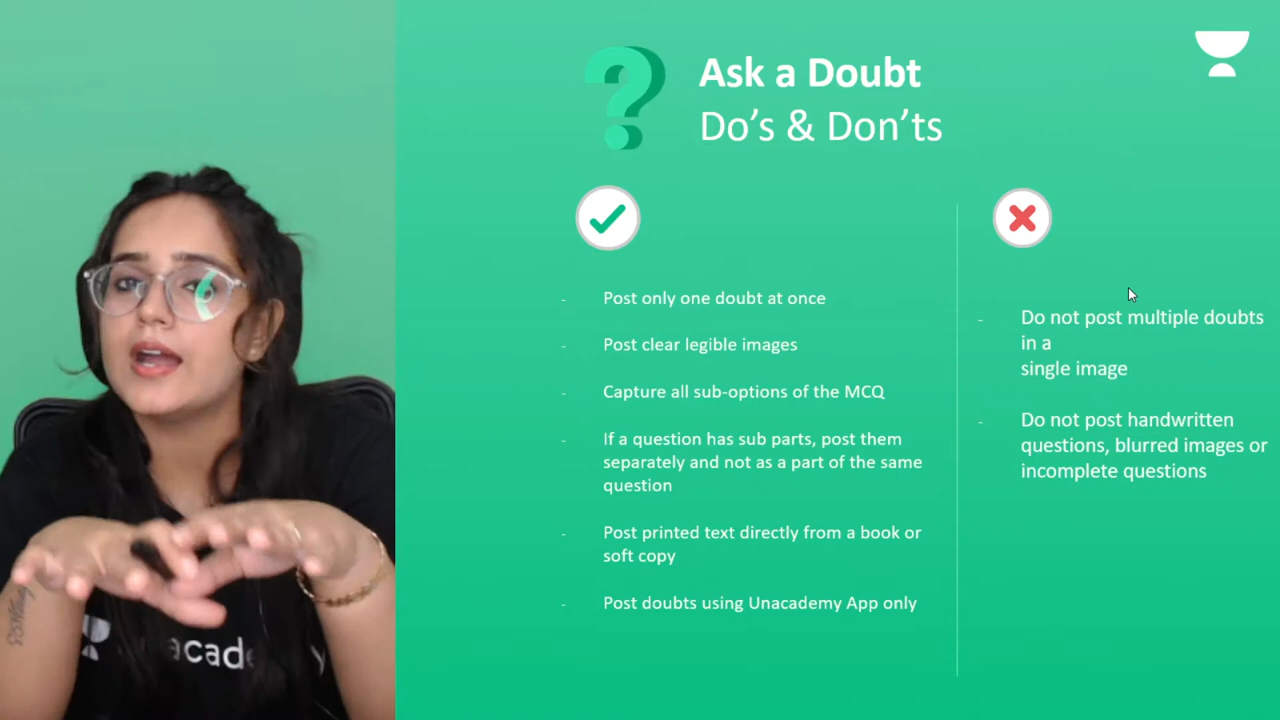 Ask a Doubt
Do's & Don'ts
- Post only one doubt at once
- Post clear legible images
- Capture all sub-options of the MCQ
- If a question has sub parts, post them
separately and not as a part of the same
question
- Post printed text directly from a book or
soft copy
- Post doubts using Unacademy App only
- Do not post multiple doubts
in a
single image
- Do not post handwritten
questions, blurred images or
incomplete questions